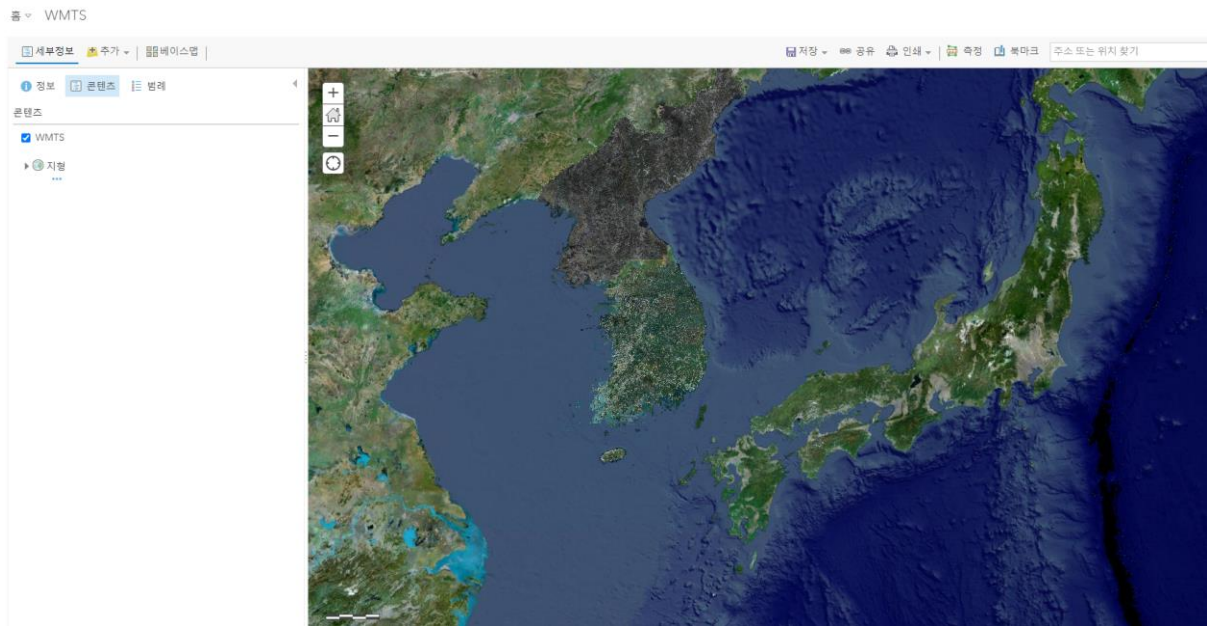 홈 WMTS
세부정보 추가 베이스맵 저장 공유 인쇄 측정 북마크 주소 또는 위치 찾기
정보 콘텐츠 범례
콘텐츠
WMTS
지형